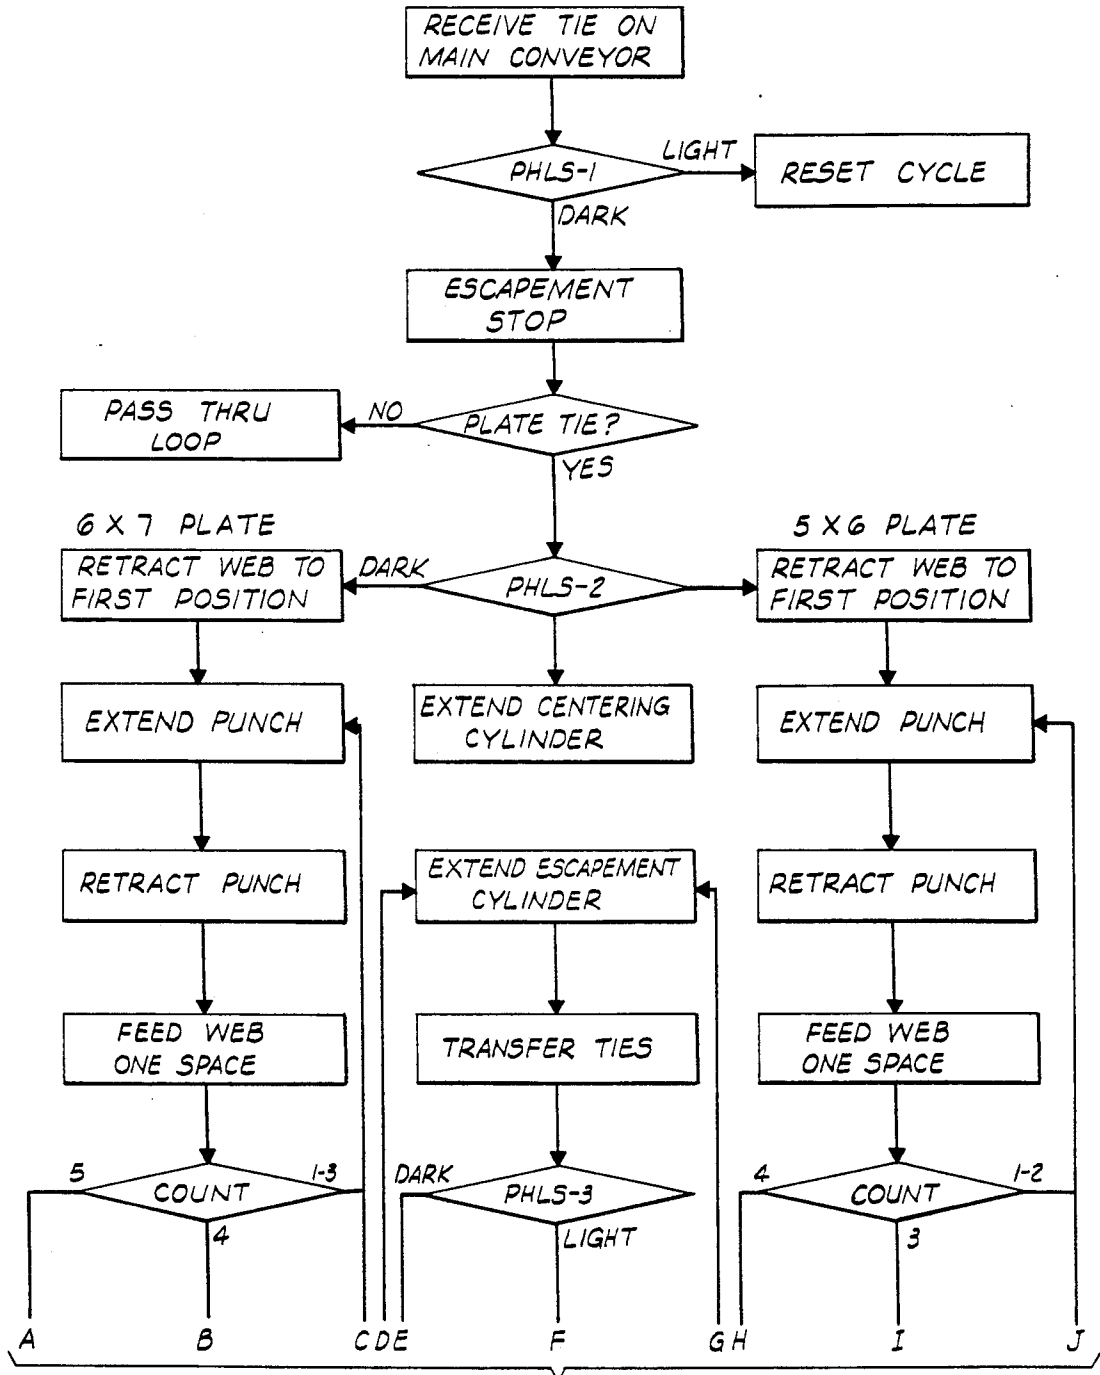 RECEIVE TIE ON
MAIN CONVEYOR
PHLS-1
LIGHT
RESET CYCLE
DARK
ESCAPEMENT
STOP
PLATE TIE?
NO
PASS THRU
LOOP
YES
6 X 7 PLATE
5 X 6 PLATE
RETRACT WEB TO
FIRST POSITION
DARK
PHLS-2
RETRACT WEB TO
FIRST POSITION
EXTEND PUNCH
EXTEND CENTERING
CYLINDER
EXTEND PUNCH
RETRACT PUNCH
EXTEND ESCAPEMENT
CYLINDER
RETRACT PUNCH
FEED WEB
ONE SPACE
TRANSFER TIES
FEED WEB
ONE SPACE
5
COUNT
1-3
4
DARK
PHLS-3
LIGHT
4
COUNT
1-2
3
A B C D E F G H I J